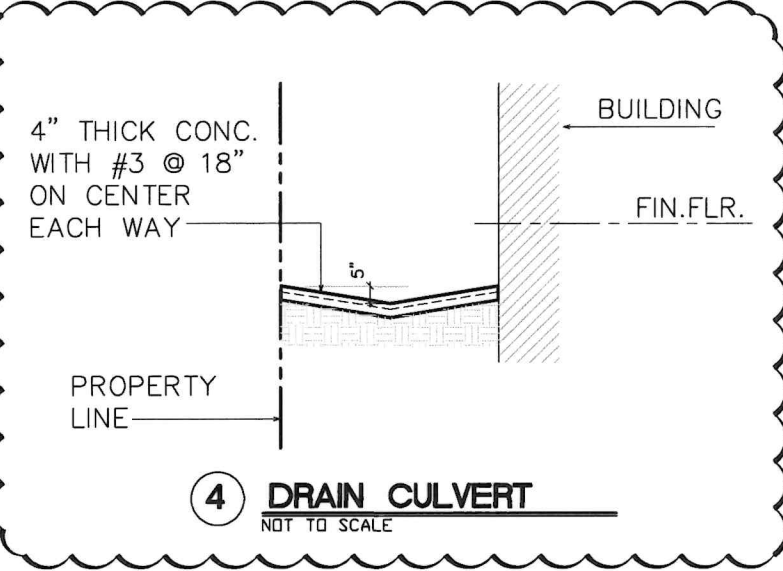 4" THICK CONC.
WITH #3 @ 18"
ON CENTER
EACH WAY
BUILDING
FIN.FLR.
5"
PROPERTY
LINE
4 DRAIN CULVERT
NOT TO SCALE